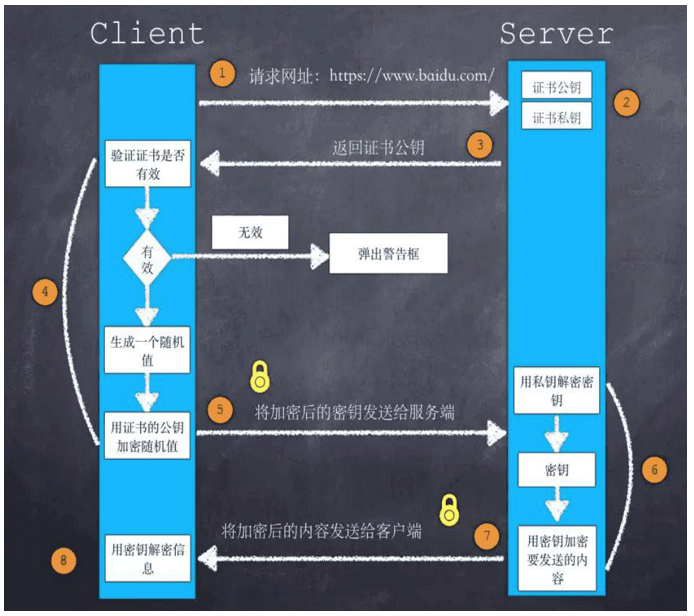 Client
Server
1
请求网址：https://www.baidu.com/
证书公钥
证书私钥
2
返回证书公钥
3
验证证书是否
有效
有
效
无效
弹出警告框
4
生成一个随机
值
用证书的公钥
加密随机值
5
将加密后的密钥发送给服务端
用私钥解密密
钥
密钥
6
用密钥加密
要发送的内
容
7
将加密后的内容发送给客户端
用密钥解密信
息
8